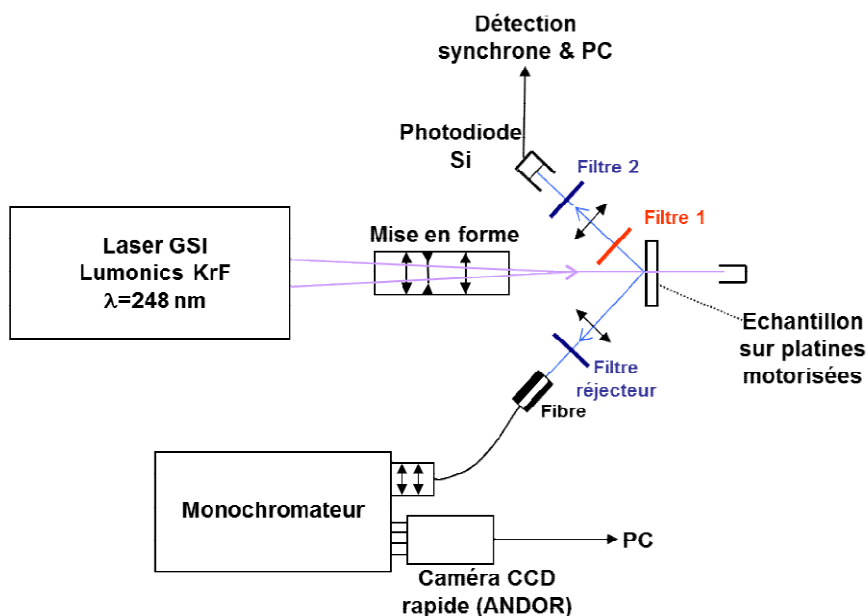 Détection
synchrone & PC
Photodiode
Si
Filtre 2
Filtre 1
Laser GSI
Lumonics KrF
λ=248 nm
Mise en forme
Echantillon
sur platines
motorisées
Filtre
réjecteur
Fibre
Monochromateur
PC
Caméra CCD
rapide (ANDOR)